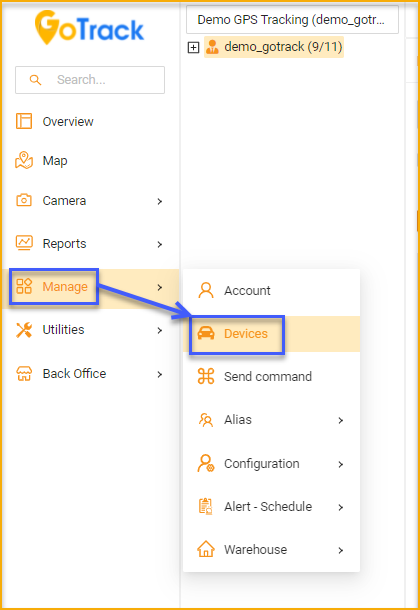 GoTrack
Search...
Overview
Map
Camera
Reports
Manage
Utilities
Back Office
Demo GPS Tracking (demo_gotr...
demo_gotrack (9/11)
Account
Devices
Send command
Alias
Configuration
Alert - Schedule
Warehouse